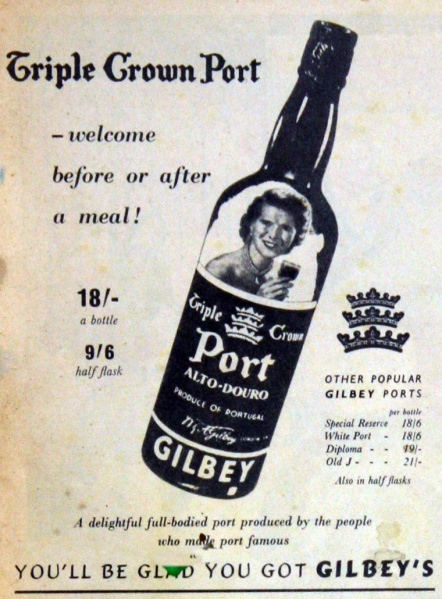 Triple Crown Port
– welcome
before or after
a meal!
18/-
a bottle
9/6
half flask
Triple Crown
Port
ALTO-DOURO
PRODUCE OF PORTUGAL
GILBEY
OTHER POPULAR
GILBEY PORTS
per bottle
Special Reserve 18/6
White Port - 18/6
Diploma - - 19/-
Old J - - - 21/-
Also in half flasks
A delightful full-bodied port produced by the people
who made port famous
YOU'LL BE GLAD YOU GOT GILBEY'S